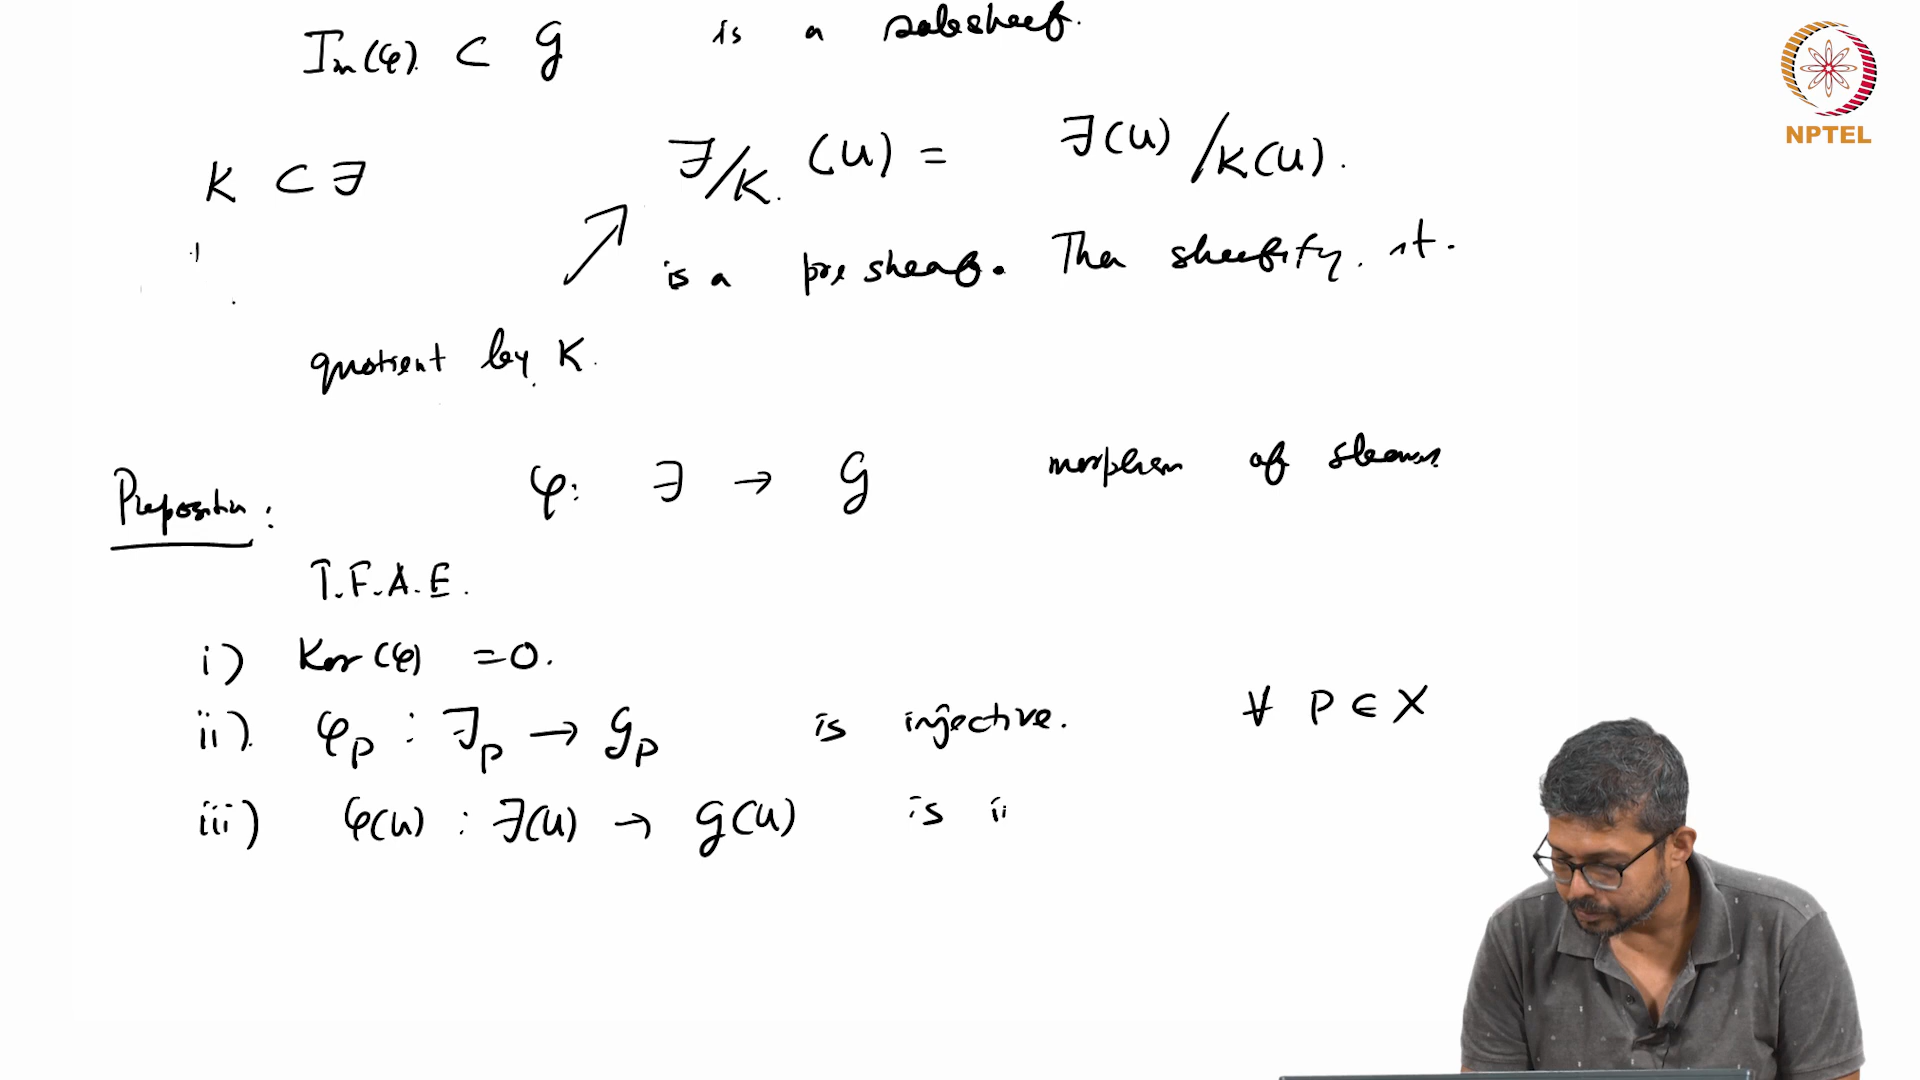 Im(φ) ⊂ G is a subsheaf.
K ⊂ F F/K (U) = F(U)/K(U).
is a presheaf. Then sheafify it.
quotient by K.
Proposition: φ: F → G morphism of sheaves
T.F.A.E.
i) Ker(φ) = 0.
ii). φ_P : F_P → G_P is injective. ∀ P ∈ X
iii) φ(U) : F(U) → G(U) is ii
NPTEL